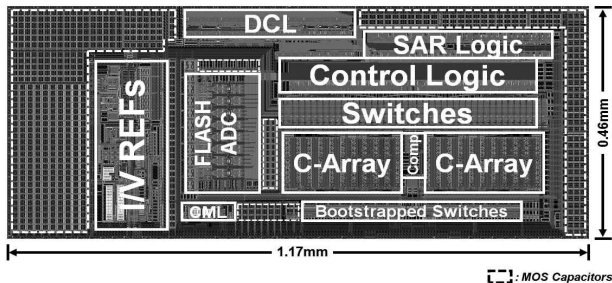 DCL
SAR Logic
Control Logic
I/V REFs
FLASH
ADC
Switches
C-Array
Comp
C-Array
CML
Bootstrapped Switches
0.46mm
1.17mm
: MOS Capacitors